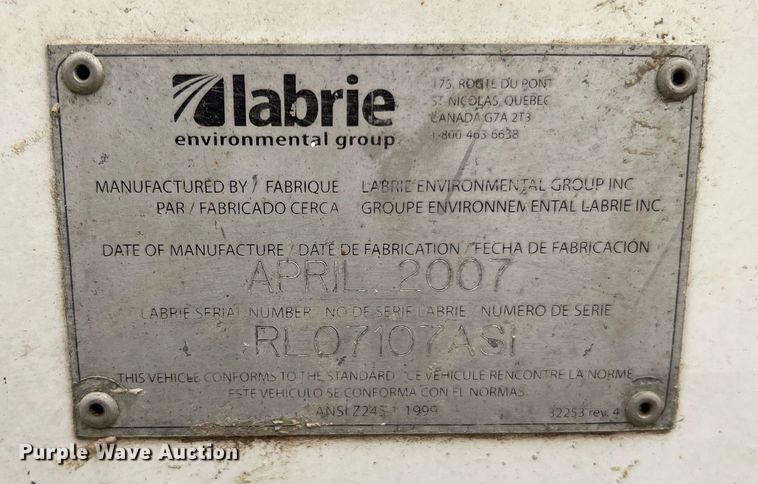 labrie
environmental group
175, ROUTE DU PONT
ST-NICOLAS, QUEBEC
CANADA G7A 2T3
1-800-463-6638
MANUFACTURED BY / FABRIQUE LABRIE ENVIRONMENTAL GROUP INC
PAR / FABRICADO CERCA GROUPE ENVIRONNEMENTAL LABRIE INC.
DATE OF MANUFACTURE / DATE DE FABRICATION / FECHA DE FABRICACIÓN
APRIL 2007
LABRIE SERIAL NUMBER NO DE SERIE LABRIE NUMERO DE SERIE
RL07107ASI
THIS VEHICLE CONFORMS TO THE STANDARD CE VEHICULE RENCONTRE LA NORME
ESTE VEHICULO SE CONFORMA CON EL NORMAS.
ANSI 1999
32253 rev. 4
Purple Wave Auction